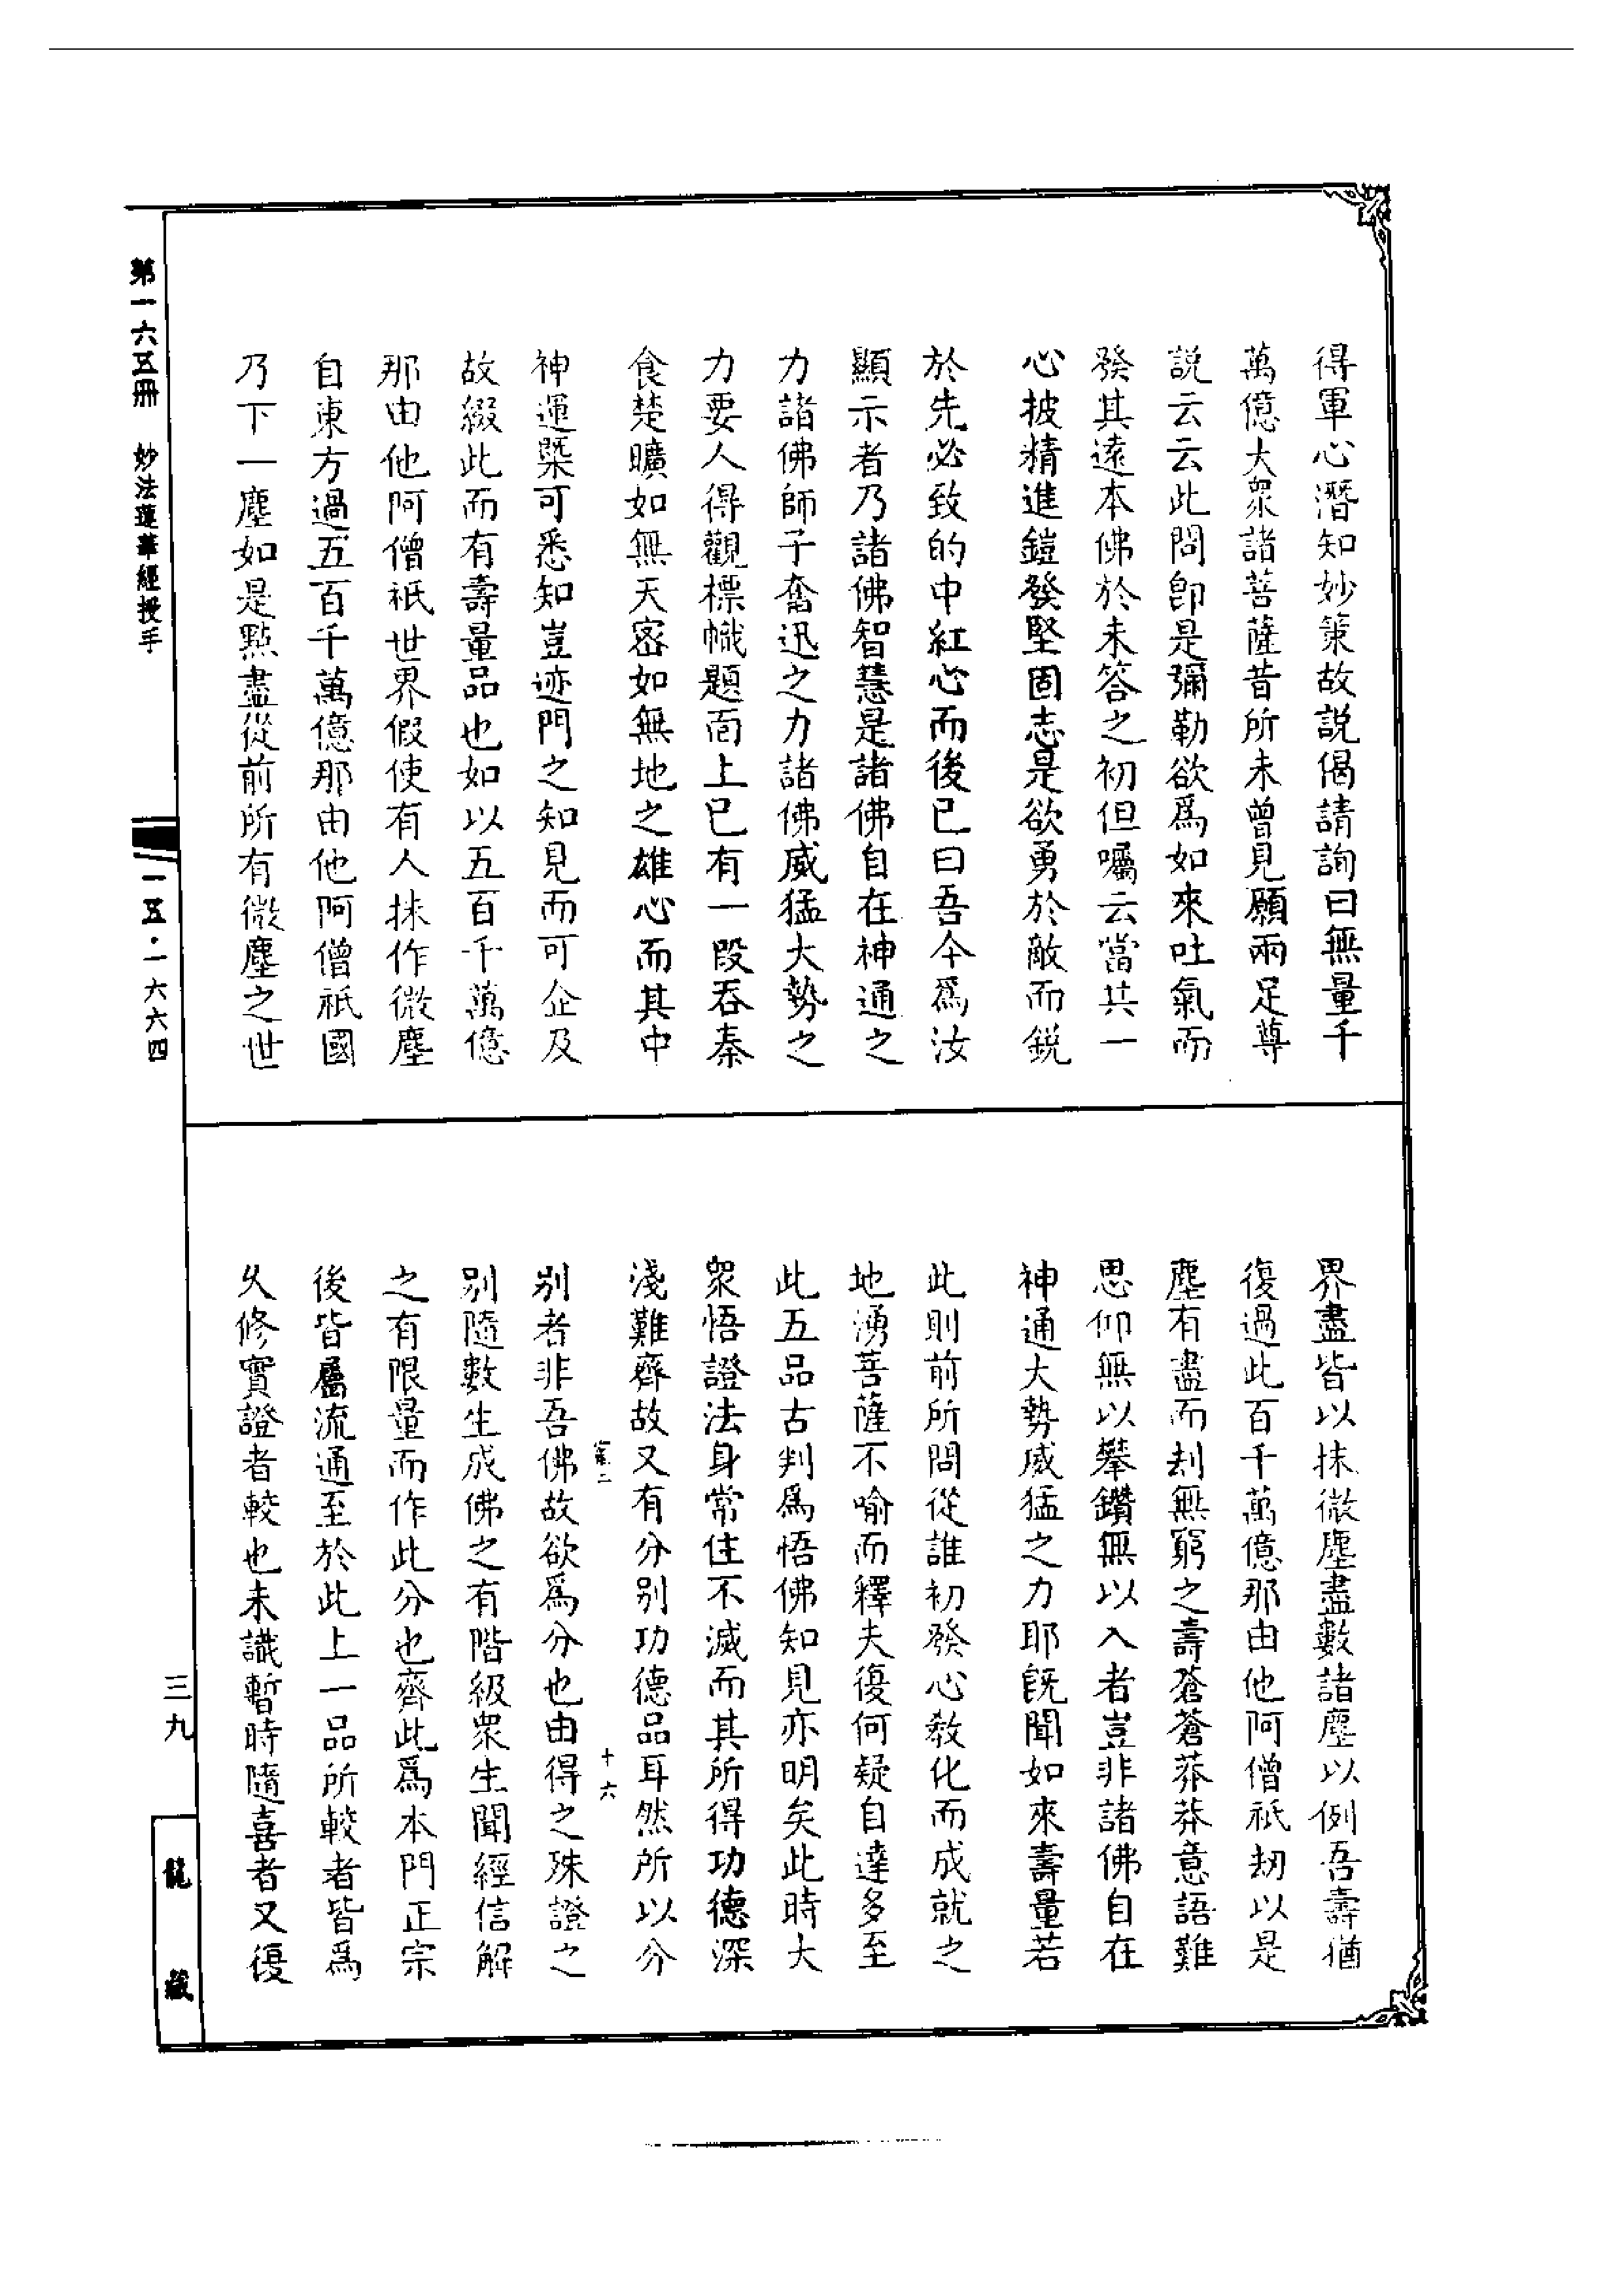 得軍心潛知妙策故説偈請詢曰無量千
萬億大衆諸菩薩昔所未曾見願兩足尊
説云云此問即是彌勒欲爲如來吐氣而
發其遠本佛於未答之初但囑云當共一
心披精進鎧發堅固志是欲勇於敵而鋭
於先必致的中紅心而後已曰吾今爲汝
顯示者乃諸佛智慧是諸佛自在神通之
力諸佛師子奮迅之力諸佛威猛大勢之
力要人得觀標幟題面上已有一段吞秦
食楚曠如無天密如無地之雄心而其中
神運槩可悉知豈迹門之知見而可企及
故綴此而有壽量品也如以五百千萬億
那由他阿僧祇世界假使有人抹作微塵
自東方過五百千萬億那由他阿僧祇國
乃下一塵如是點盡從前所有微塵之世
界盡皆以抹微塵盡數諸塵以例吾壽猶
復過此百千萬億那由他阿僧祇劫以是
塵有盡而刦無窮之壽蒼蒼莽莽意語難
思仰無以攀鑽無以入者豈非諸佛自在
神通大勢威猛之力耶旣聞如來壽量若
此則前所問從誰初發心敎化而成就之
地湧菩薩不喻而釋夫復何疑自達多至
此五品古判爲悟佛知見亦明矣此時大
衆悟證法身常住不滅而其所得功德深
淺難齊故又有分別功德品耳然所以分
十六
別者非吾佛故欲爲分也由得之殊證之
別隨數生成佛之有階級衆生聞經信解
之有限量而作此分也齊此爲本門正宗
後皆屬流通至於此上一品所較者皆爲
久修實證者較也未識暫時隨喜者又復
第一六五冊 妙法蓮華經授手
一五·一六六四
三九
龍藏